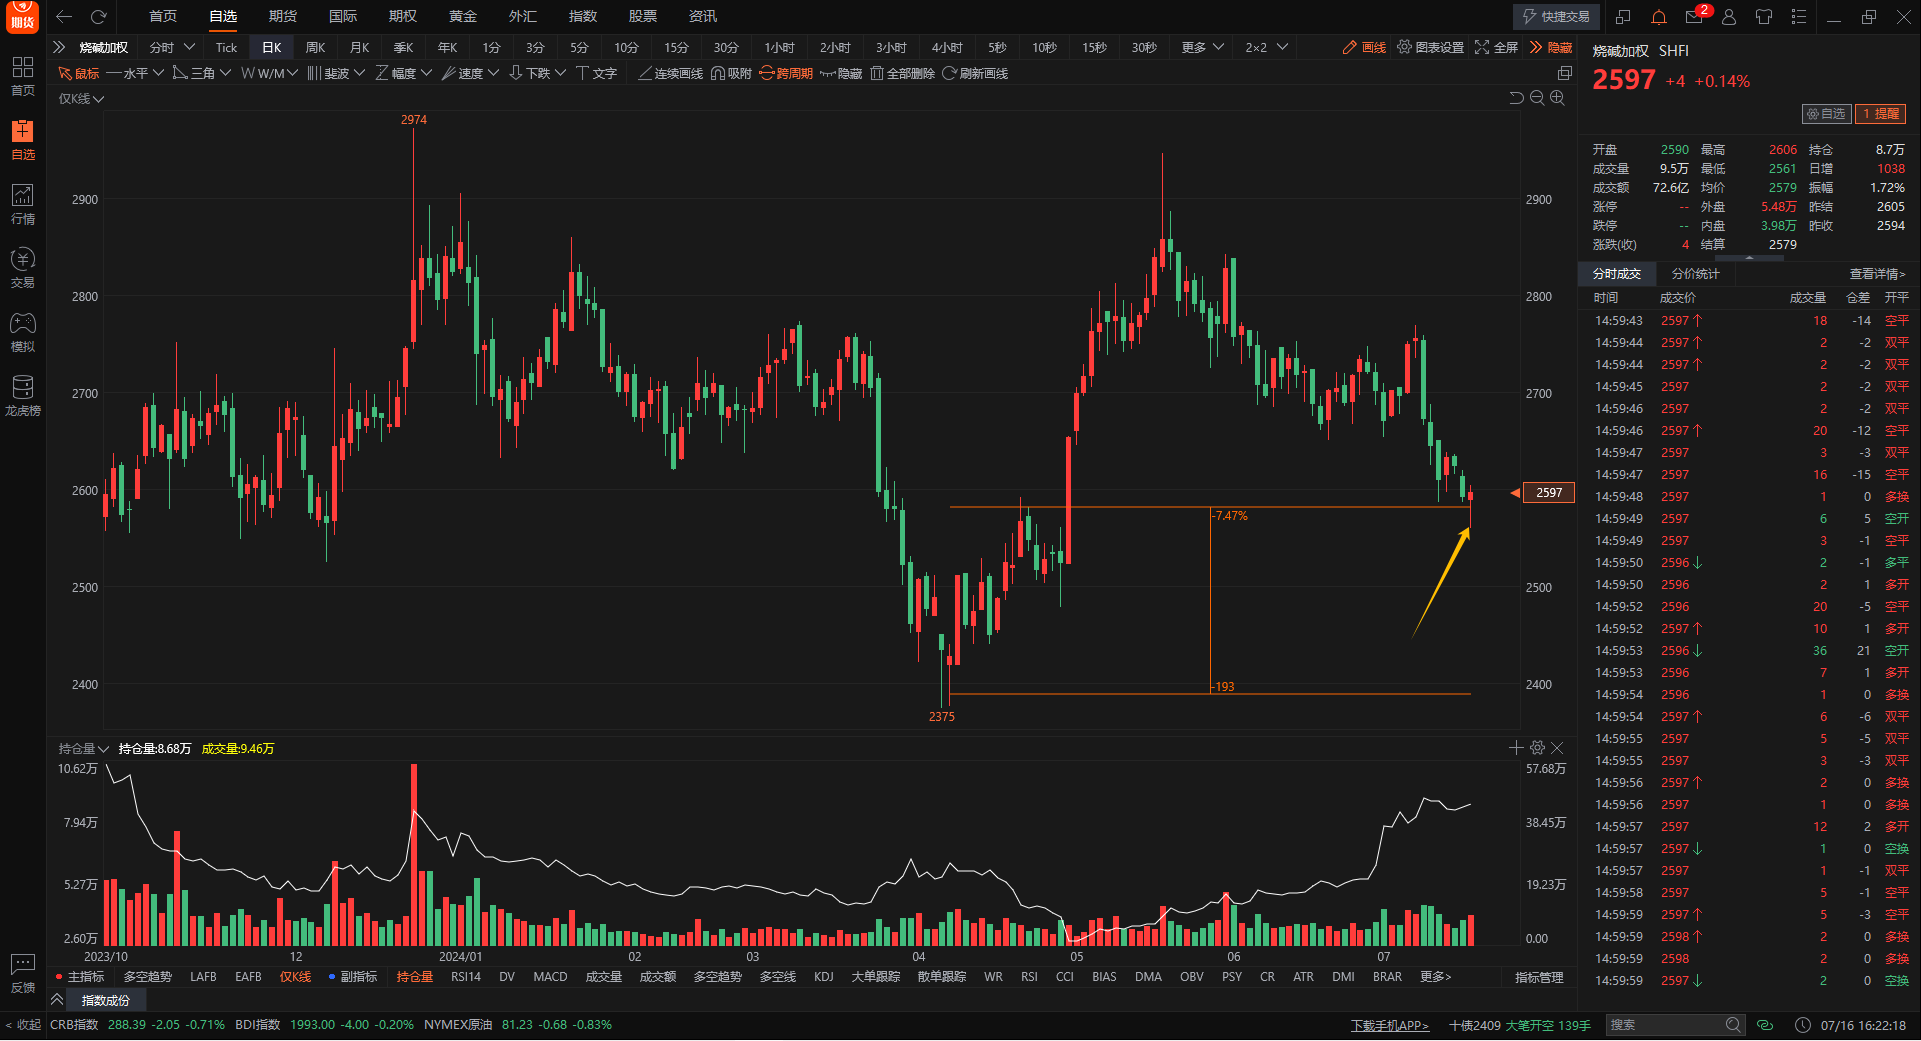 期货
首页 自选 期货 国际 期权 黄金 外汇 指数 股票 资讯 快捷交易 2
烧碱加权 分时 Tick 日K 周K 月K 季K 年K 1分 3分 5分 10分 15分 30分 1小时 2小时 3小时 4小时 5秒 10秒 15秒 30秒 更多 2×2 画线 图表设置 全屏 隐藏
鼠标 水平 三角 W/M 斐波 幅度 速度 下跌 文字 连续画线 吸附 跨周期 隐藏 全部删除 刷新画线
仅K线
首页
自选
行情
交易
模拟
龙虎榜
反馈
< 收起
2974
2900 2900
2800 2800
2700 2700
2600 2597
-7.47%
2500 2500
-193
2400 2400
2375
持仓量 持仓量:8.68万 成交量:9.46万
10.62万 57.68万
7.94万 38.45万
5.27万 19.23万
2.60万 0.00
2023/10 12 2024/01 02 03 04 05 06 07
主指标 多空趋势 LAFB EAFB 仅K线 副指标 持仓量 RSI14 DV MACD 成交量 成交额 多空趋势 多空线 KDJ 大单跟踪 散单跟踪 WR RSI CCI BIAS DMA OBV PSY CR ATR DMI BRAR 更多> 指标管理
指数成份
烧碱加权 SHFI
2597 +4 +0.14%
自选 1 提醒
开盘 2590 最高 2606 持仓 8.7万
成交量 9.5万 最低 2561 日增 1038
成交额 72.6亿 均价 2579 振幅 1.72%
涨停 -- 外盘 5.48万 昨结 2605
跌停 -- 内盘 3.98万 昨收 2594
涨跌(收) 4 结算 2579
分时成交 分价统计 查看详情>
时间 成交价 成交量 仓差 开平
14:59:43 2597↑ 18 -14 空平
14:59:44 2597↑ 2 -2 双平
14:59:44 2597↑ 2 -2 双平
14:59:45 2597 2 -2 双平
14:59:46 2597 2 -2 双平
14:59:46 2597↑ 20 -12 空平
14:59:47 2597 3 -3 双平
14:59:47 2597 16 -15 空平
14:59:48 2597 1 0 多换
14:59:49 2597 6 5 空开
14:59:49 2597 3 -1 空平
14:59:50 2596↓ 2 -1 多平
14:59:50 2596 2 1 多开
14:59:52 2596 20 -5 空平
14:59:52 2597↑ 10 1 多开
14:59:53 2596↓ 36 21 空开
14:59:53 2596 7 1 多开
14:59:54 2596 1 0 多换
14:59:54 2597↑ 6 -6 双平
14:59:55 2597 5 -5 双平
14:59:55 2597 3 -3 双平
14:59:56 2597↑ 2 0 多换
14:59:56 2597 1 0 多换
14:59:57 2597 12 2 多开
14:59:57 2597↓ 1 0 空换
14:59:57 2597 1 -1 双平
14:59:58 2597 5 -1 空平
14:59:59 2597↑ 5 -3 空平
14:59:59 2598↑ 2 0 多换
14:59:59 2598 2 0 多换
14:59:59 2597↓ 2 0 空换
CRB指数 288.39 -2.05 -0.71% BDI指数 1993.00 -4.00 -0.20% NYMEX原油 81.23 -0.68 -0.83% 下载手机APP> 十债2409 大笔开空 139手 搜索 07/16 16:22:18